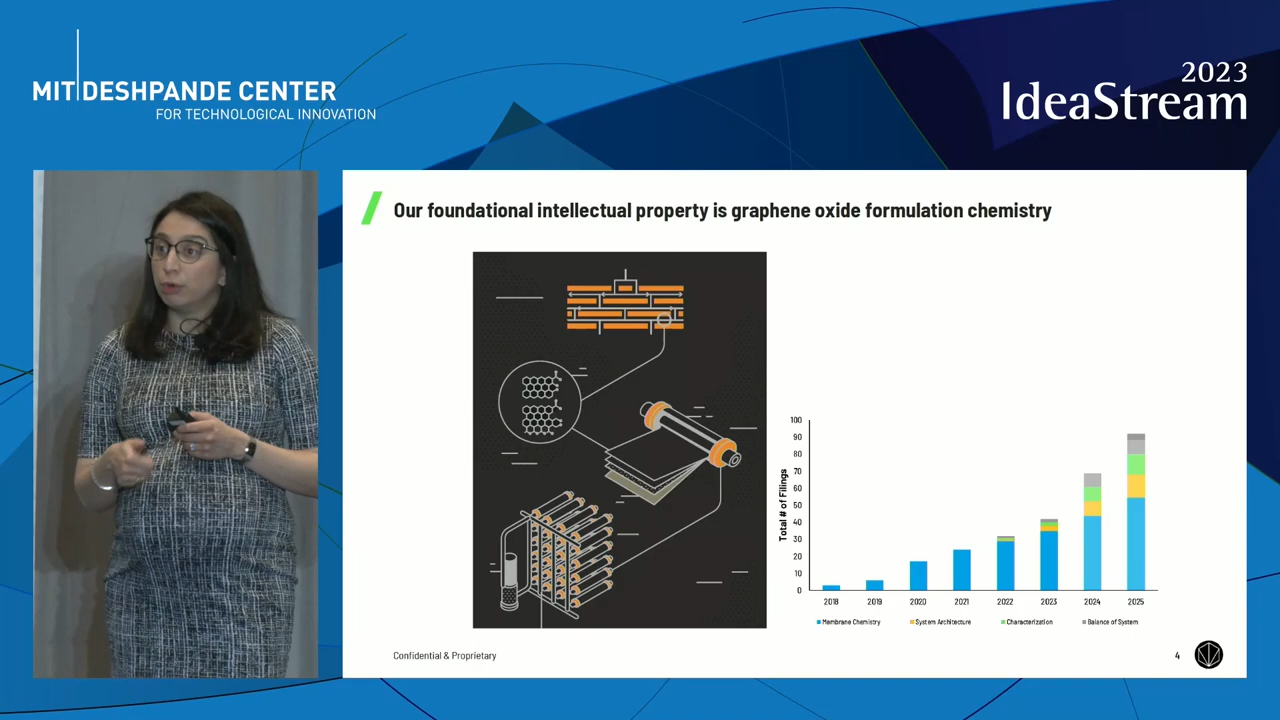 MIT DESHPANDE CENTER
FOR TECHNOLOGICAL INNOVATION
2023
IdeaStream
Our foundational intellectual property is graphene oxide formulation chemistry
Total # of Filings
100
90
80
70
60
50
40
30
20
10
0
2018 2019 2020 2021 2022 2023 2024 2025
Membrane Chemistry System Architecture Characterization Balance of System
Confidential & Proprietary
4